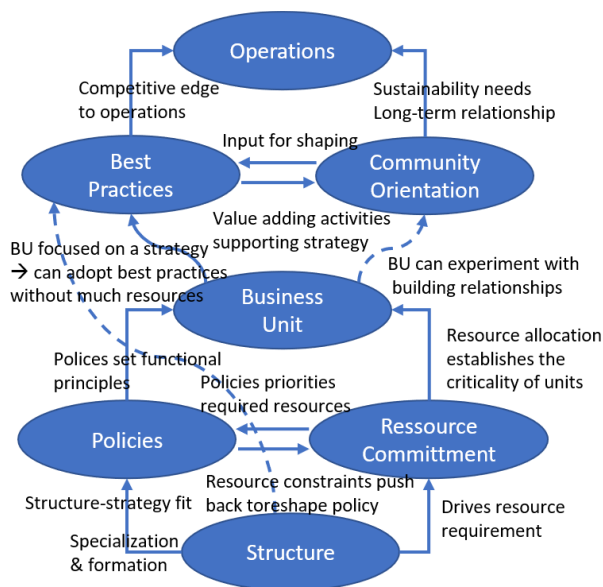 Operations
Competitive edge
to operations
Sustainability needs
Long-term relationship
Input for shaping
Best
Practices
Community
Orientation
Value adding activities
supporting strategy
BU focused on a strategy
→ can adopt best practices
without much resources
BU can experiment with
building relationships
Business
Unit
Polices set functional
principles
Resource allocation
establishes the
criticality of units
Policies priorities
required resources
Policies
Ressource
Committment
Resource constraints push
back toreshape policy
Structure-strategy fit
Drives resource
requirement
Specialization
& formation
Structure